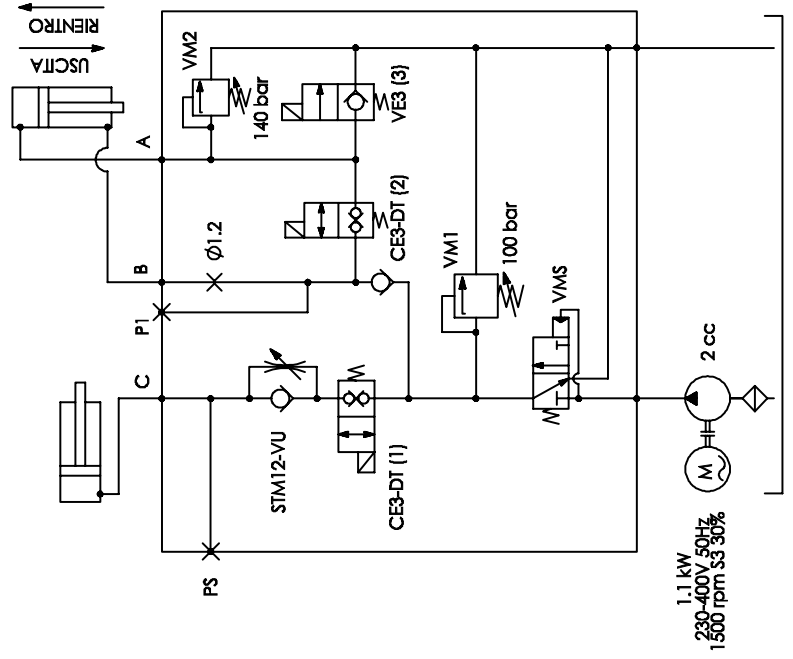 RIENTRO
USCITA
VM2
140 bar
VE3 (3)
A
CE3-DT (2)
B
Ø1.2
P1
VM1
100 bar
VMS
C
STM12-VU
CE3-DT (1)
PS
2 cc
M
1.1 kW
230-400V 50Hz
1500 rpm S3 30%